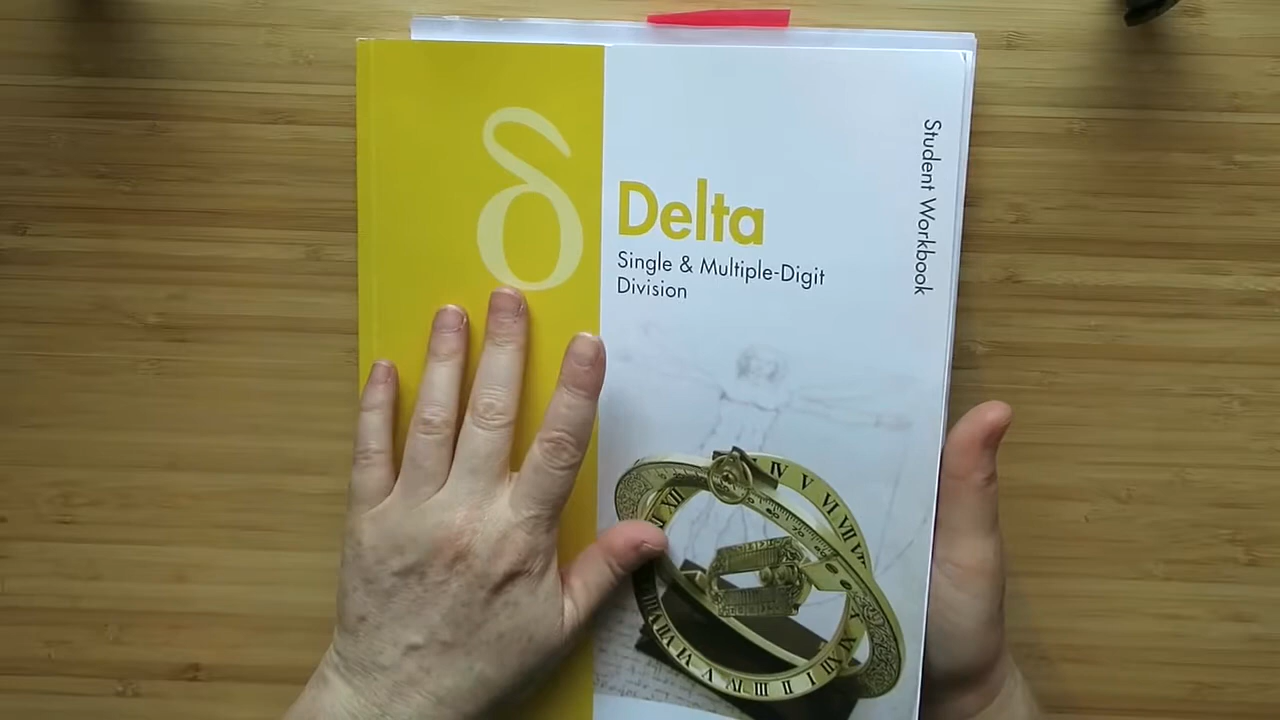 δ
Delta
Single & Multiple-Digit
Division
Student Workbook